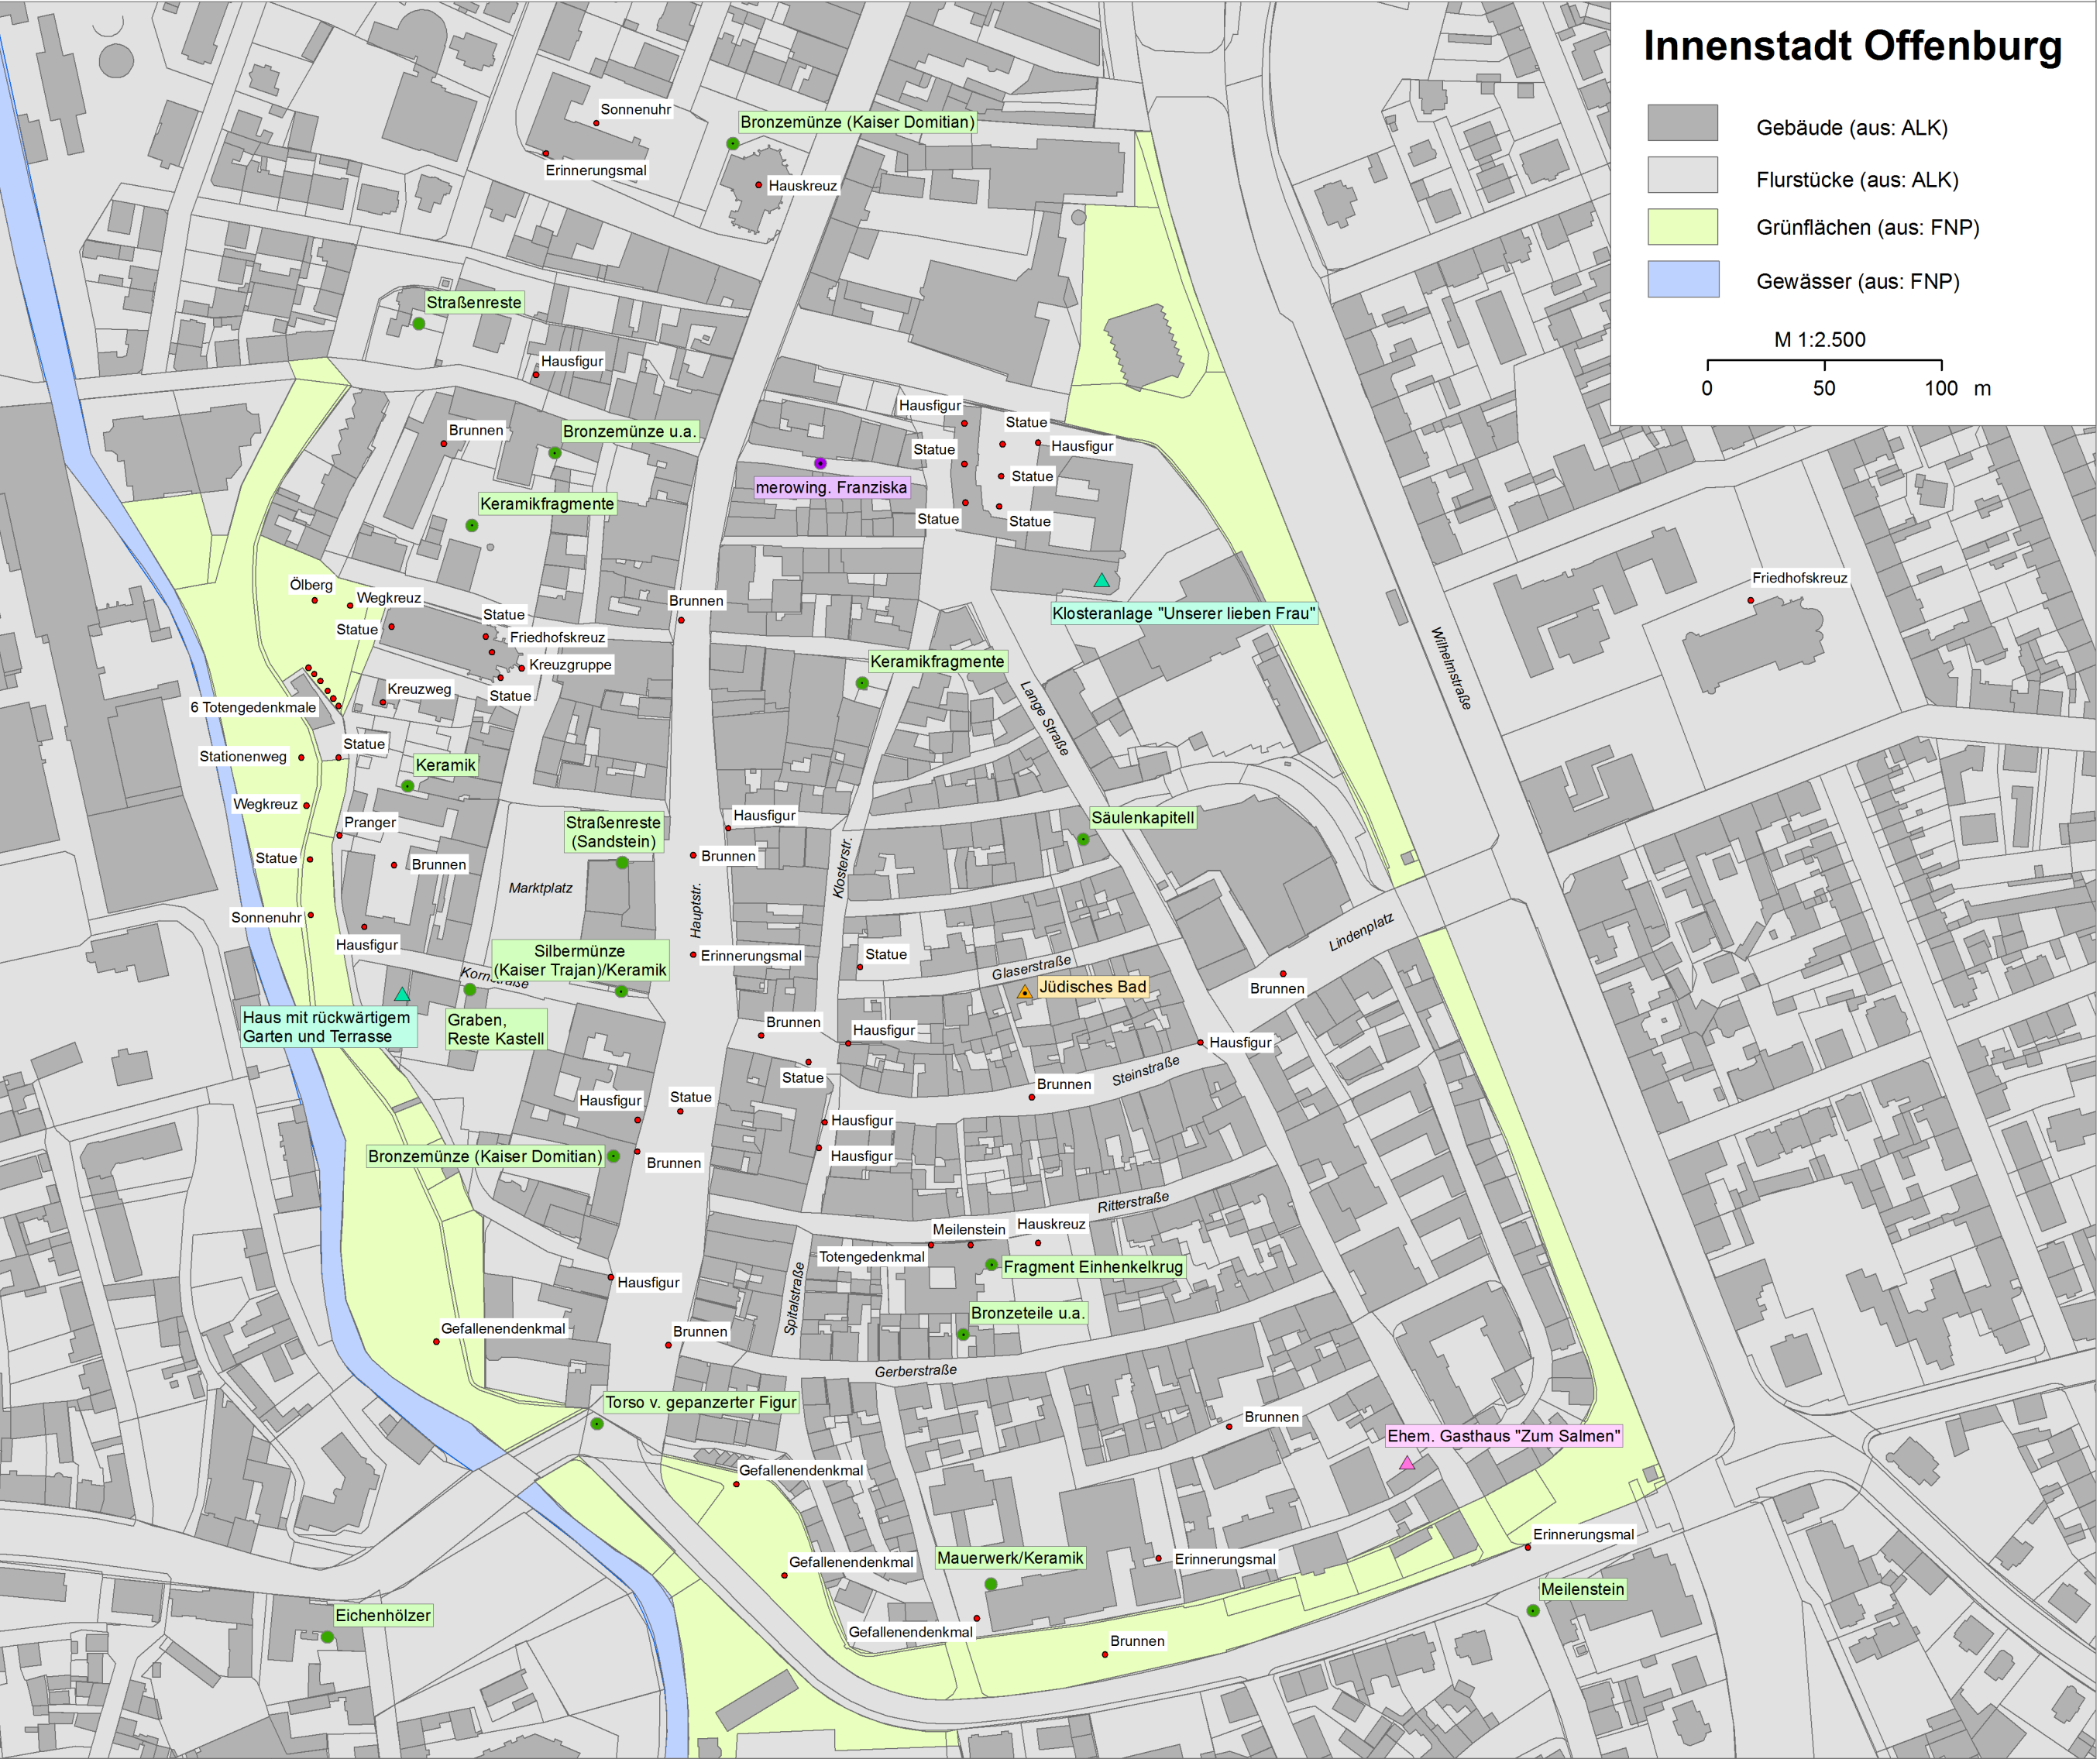 Innenstadt Offenburg
Gebäude (aus: ALK)
Flurstücke (aus: ALK)
Grünflächen (aus: FNP)
Gewässer (aus: FNP)
M 1:2.500
0 50 100 m
Sonnenuhr
Bronzemünze (Kaiser Domitian)
Erinnerungsmal
Hauskreuz
Straßenreste
Hausfigur
Hausfigur
Statue
Brunnen
Bronzemünze u.a.
Statue
Hausfigur
Statue
merowing. Franziska
Keramikfragmente
Statue
Statue
Ölberg
Wegkreuz
Brunnen
Friedhofskreuz
Klosteranlage "Unserer lieben Frau"
Statue
Statue
Friedhofskreuz
Kreuzgruppe
Keramikfragmente
Wilhelmstraße
Kreuzweg
Statue
6 Totengedenkmale
Lange Straße
Statue
Stationenweg
Keramik
Wegkreuz
Pranger
Straßenreste
(Sandstein)
Hausfigur
Säulenkapitell
Statue
Brunnen
Brunnen
Klosterstr.
Marktplatz
Hauptstr.
Sonnenuhr
Hausfigur
Lindenplatz
Silbermünze
(Kaiser Trajan)/Keramik
Erinnerungsmal
Statue
Glaserstraße
Kornstraße
Jüdisches Bad
Brunnen
Haus mit rückwärtigem
Garten und Terrasse
Graben,
Reste Kastell
Brunnen
Hausfigur
Hausfigur
Statue
Steinstraße
Brunnen
Hausfigur
Statue
Hausfigur
Bronzemünze (Kaiser Domitian)
Brunnen
Hausfigur
Ritterstraße
Meilenstein
Hauskreuz
Totengedenkmal
Fragment Einhenkelkrug
Hausfigur
Spitalstraße
Bronzeteile u.a.
Gefallenendenkmal
Brunnen
Gerberstraße
Torso v. gepanzerter Figur
Brunnen
Ehem. Gasthaus "Zum Salmen"
Gefallenendenkmal
Erinnerungsmal
Gefallenendenkmal
Mauerwerk/Keramik
Erinnerungsmal
Meilenstein
Eichenhölzer
Gefallenendenkmal
Brunnen